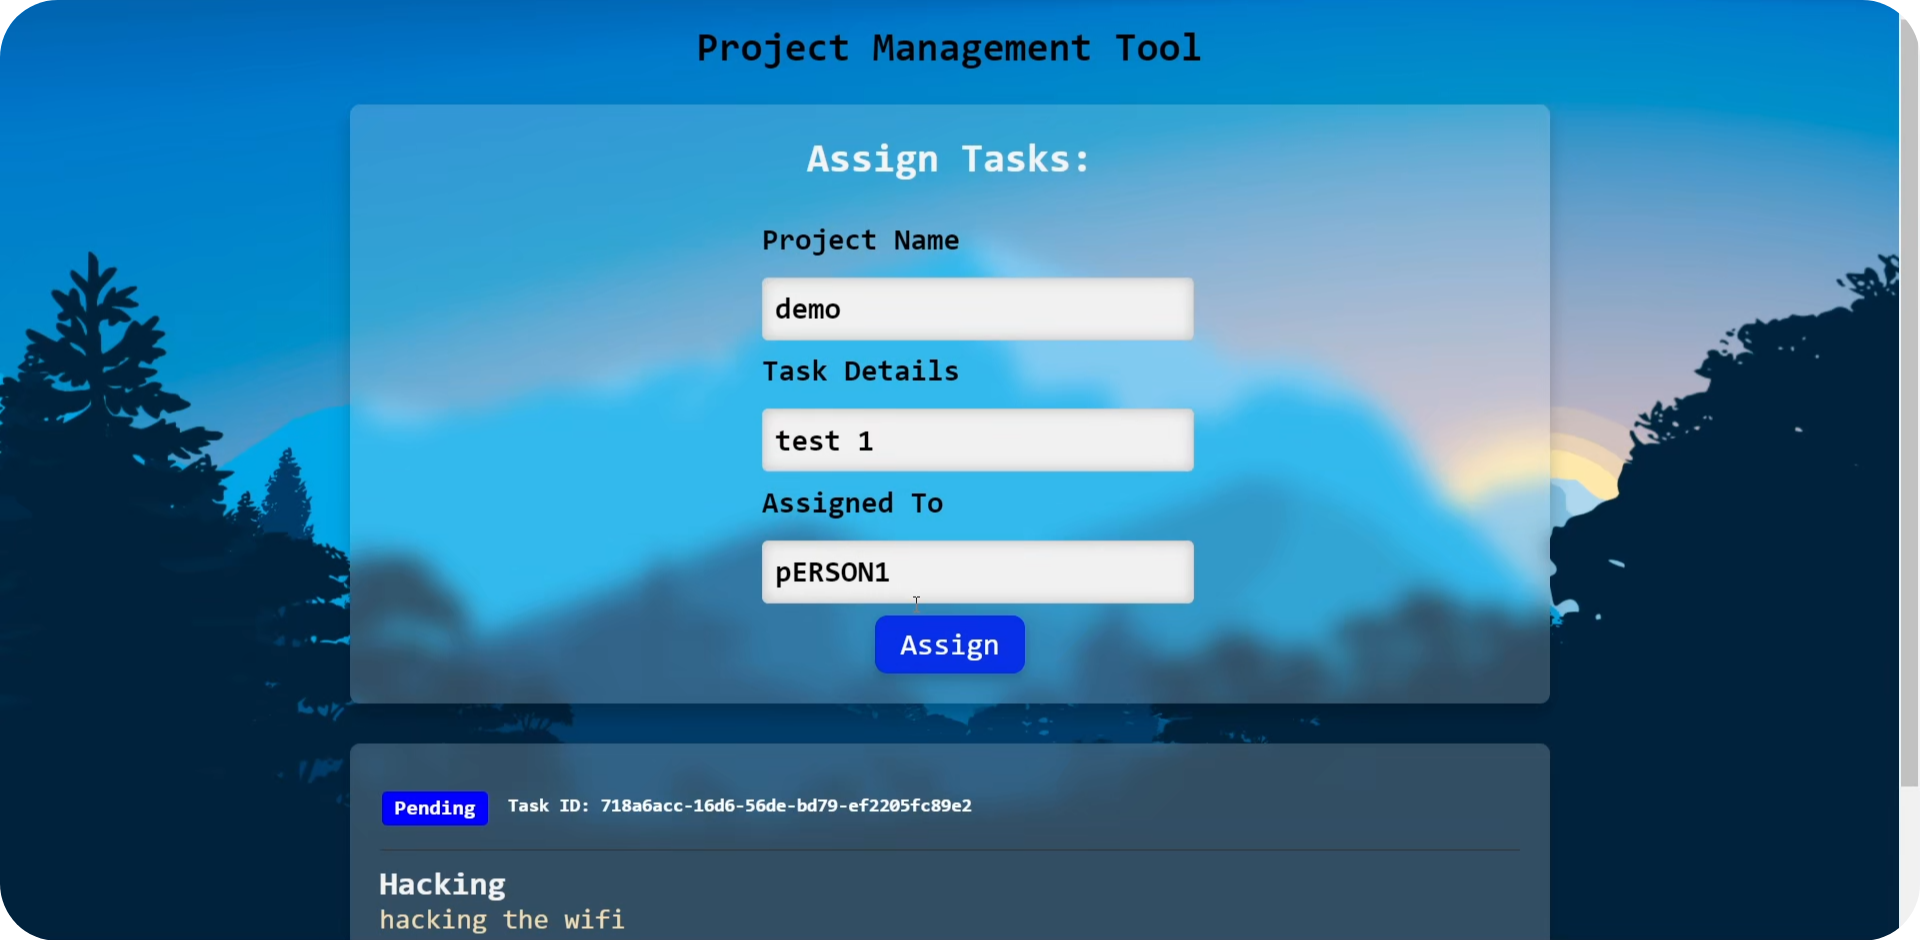 Project Management Tool
Assign Tasks:
Project Name
demo
Task Details
test 1
Assigned To
pERSON1
Assign
Pending Task ID: 718a6acc-16d6-56de-bd79-ef2205fc89e2
Hacking
hacking the wifi